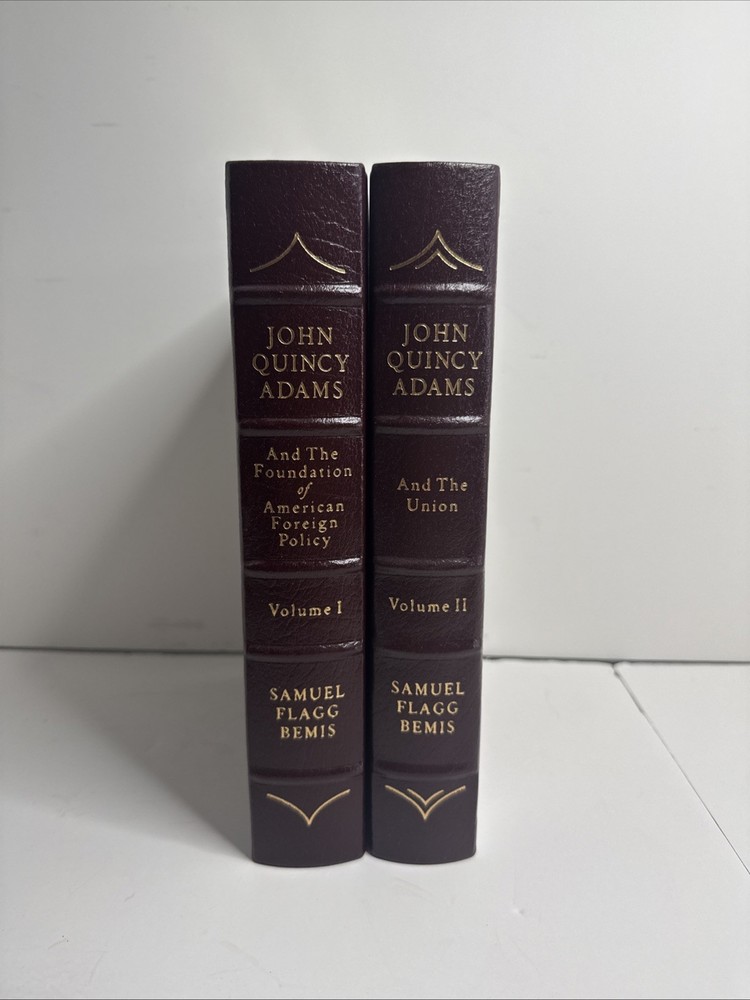 JOHN
QUINCY
ADAMS
And The
Foundation
of
American
Foreign
Policy
Volume I
SAMUEL
FLAGG
BEMIS
JOHN
QUINCY
ADAMS
And The
Union
Volume II
SAMUEL
FLAGG
BEMIS